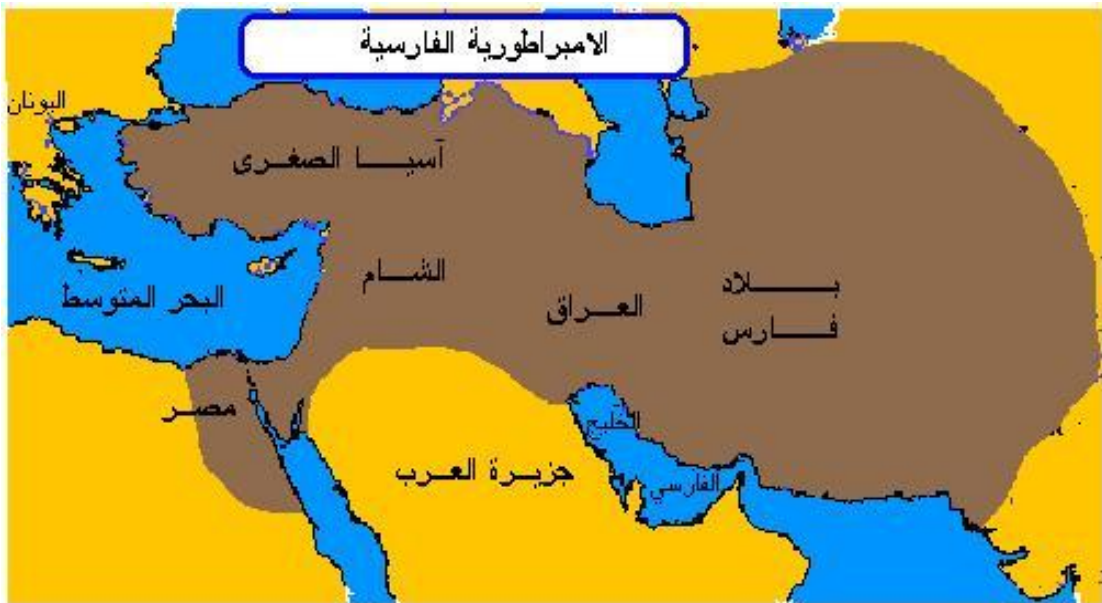 الامبراطورية الفارسية
اليونان
آسيا الصغرى
الشام
البحر المتوسط
العراق
بلاد
فارس
مصر
الخليج
الفارسي
جزيرة العرب